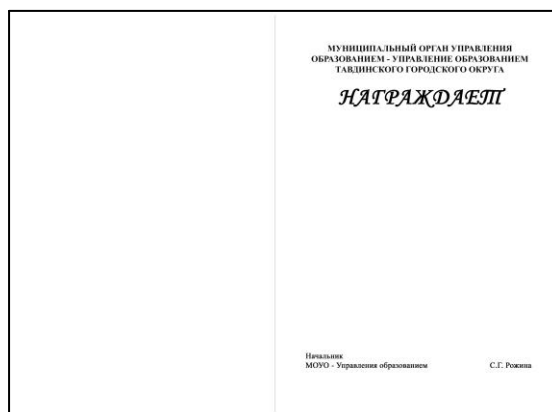 МУНИЦИПАЛЬНЫЙ ОРГАН УПРАВЛЕНИЯ
ОБРАЗОВАНИЕМ - УПРАВЛЕНИЕ ОБРАЗОВАНИЕМ
ТАВДИНСКОГО ГОРОДСКОГО ОКРУГА
НАГРАЖДАЕТ
Начальник
МОУО - Управления образованием С.Г. Рожина